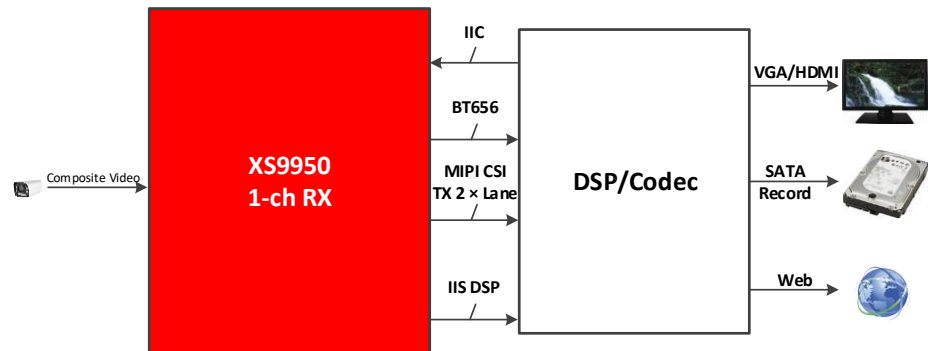 Composite Video
XS9950
1-ch RX
IIC
BT656
MIPI CSI
TX 2 × Lane
IIS DSP
DSP/Codec
VGA/HDMI
SATA
Record
Web